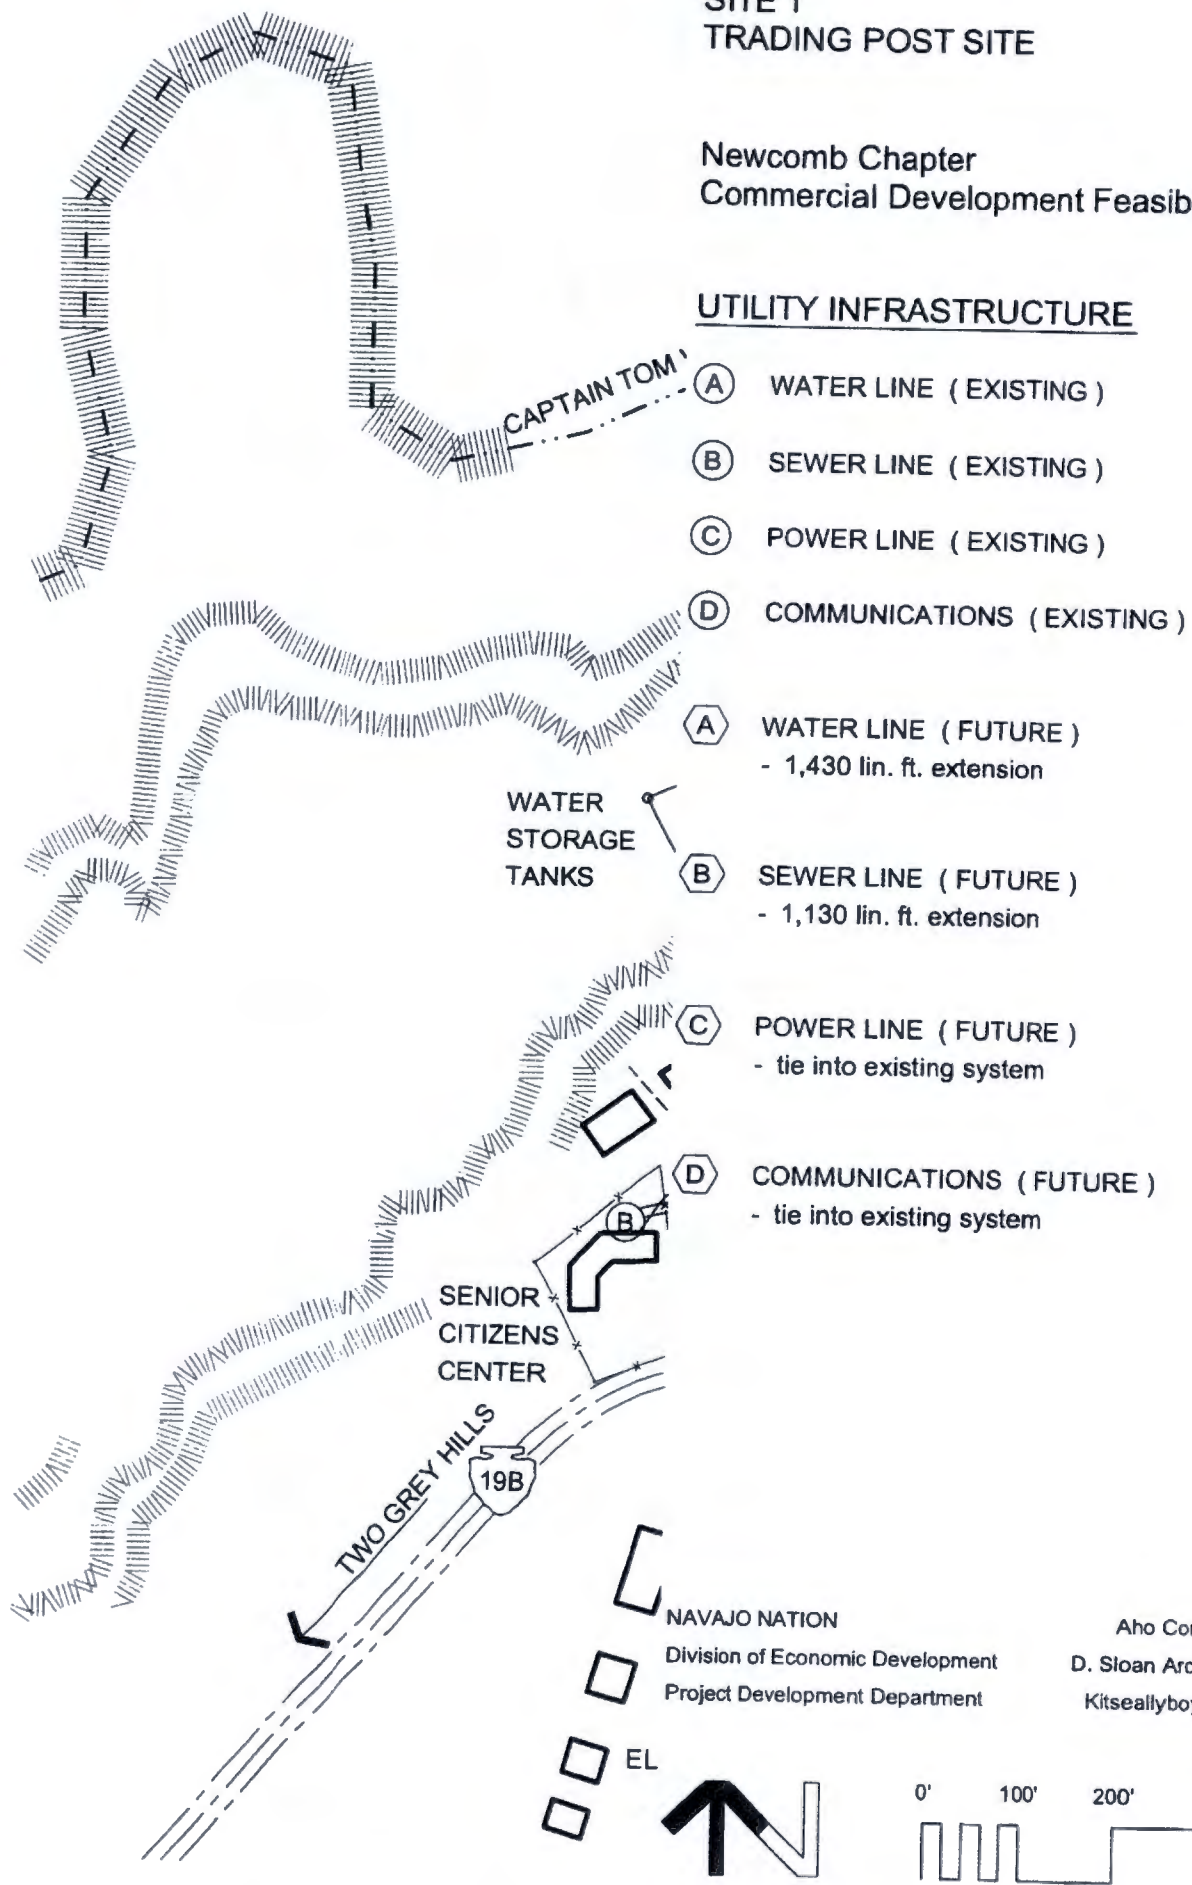 SITE 1
TRADING POST SITE
Newcomb Chapter
Commercial Development Feasib
UTILITY INFRASTRUCTURE
CAPTAIN TOM
A WATER LINE ( EXISTING )
B SEWER LINE ( EXISTING )
C POWER LINE ( EXISTING )
D COMMUNICATIONS ( EXISTING )
A WATER LINE ( FUTURE )
- 1,430 lin. ft. extension
WATER
STORAGE
TANKS
B SEWER LINE ( FUTURE )
- 1,130 lin. ft. extension
C POWER LINE ( FUTURE )
- tie into existing system
D COMMUNICATIONS ( FUTURE )
- tie into existing system
B
SENIOR
CITIZENS
CENTER
TWO GREY HILLS
19B
NAVAJO NATION
Division of Economic Development
Project Development Department
Aho Cor
D. Sloan Arc
Kitseallyboy
EL
N
0' 100' 200'